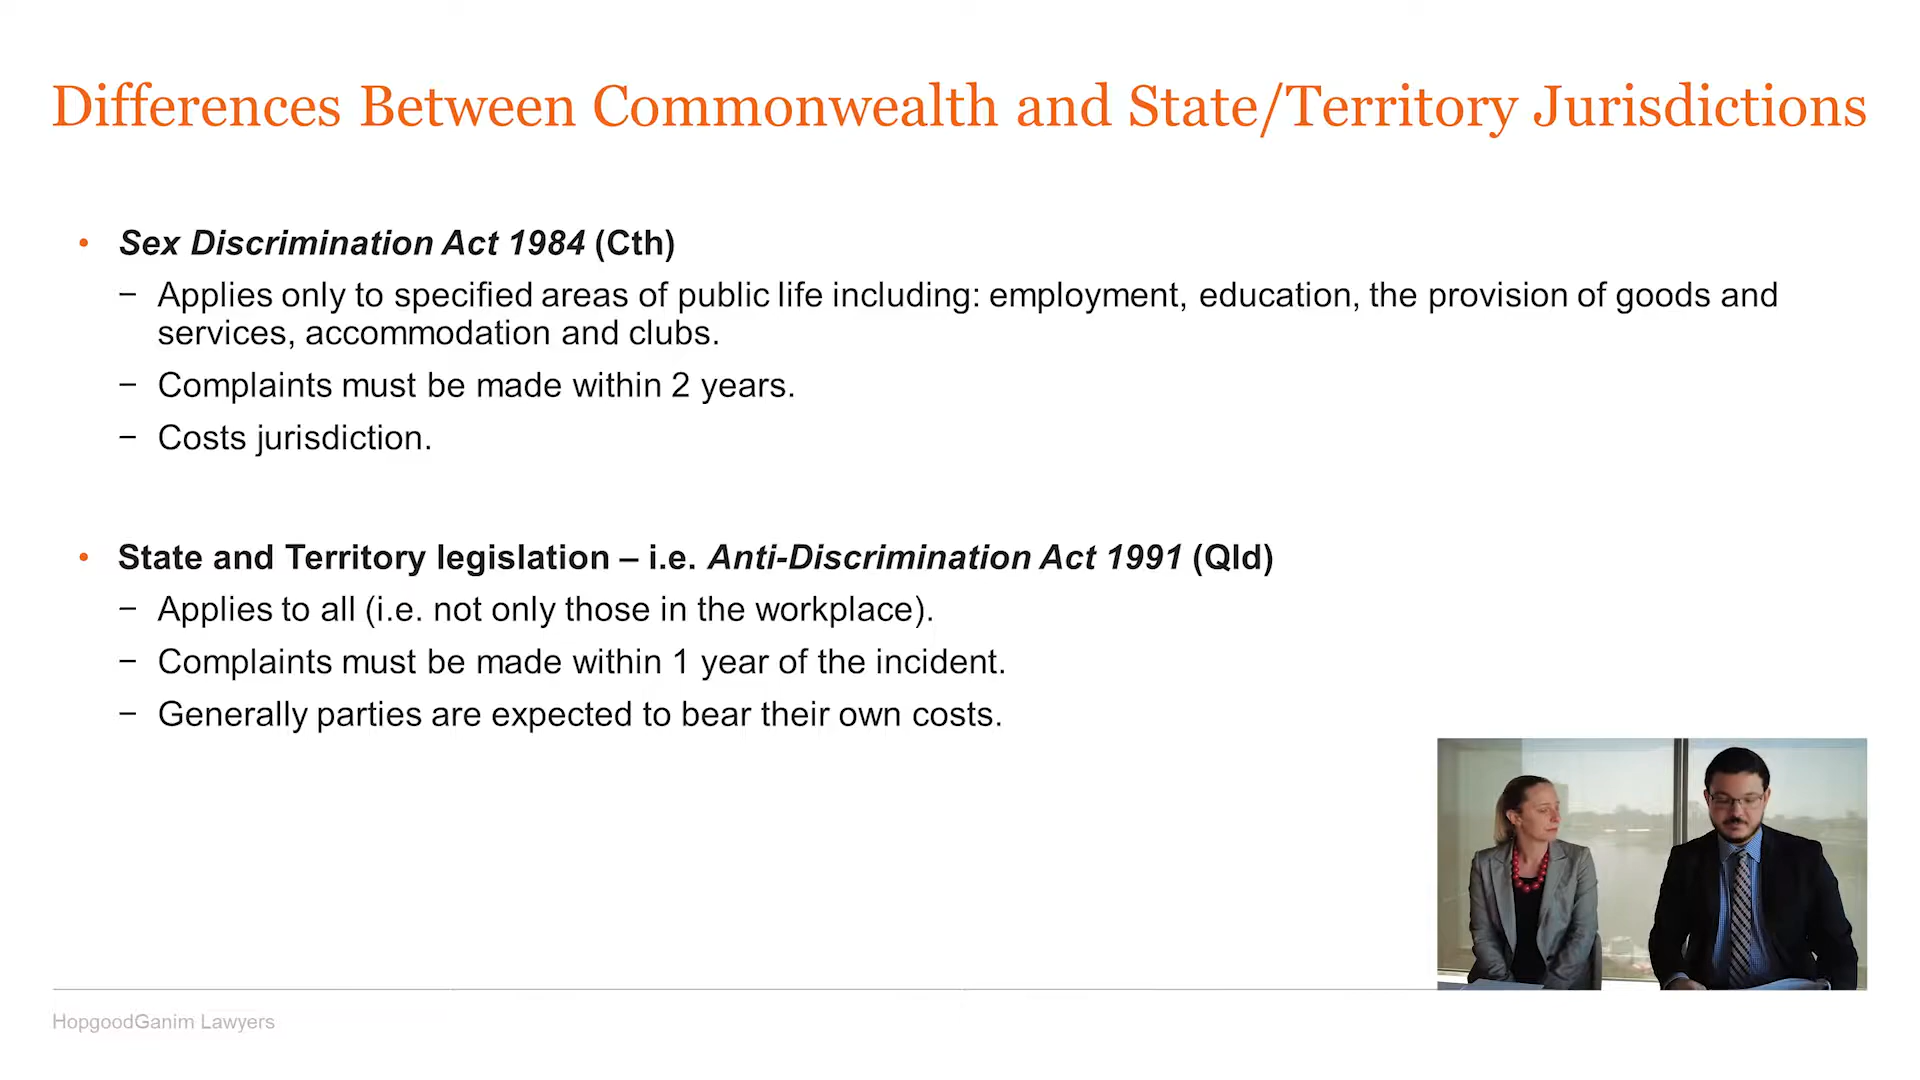 Differences Between Commonwealth and State/Territory Jurisdictions
• Sex Discrimination Act 1984 (Cth)
− Applies only to specified areas of public life including: employment, education, the provision of goods and
services, accommodation and clubs.
− Complaints must be made within 2 years.
− Costs jurisdiction.
• State and Territory legislation – i.e. Anti-Discrimination Act 1991 (Qld)
− Applies to all (i.e. not only those in the workplace).
− Complaints must be made within 1 year of the incident.
− Generally parties are expected to bear their own costs.
HopgoodGanim Lawyers